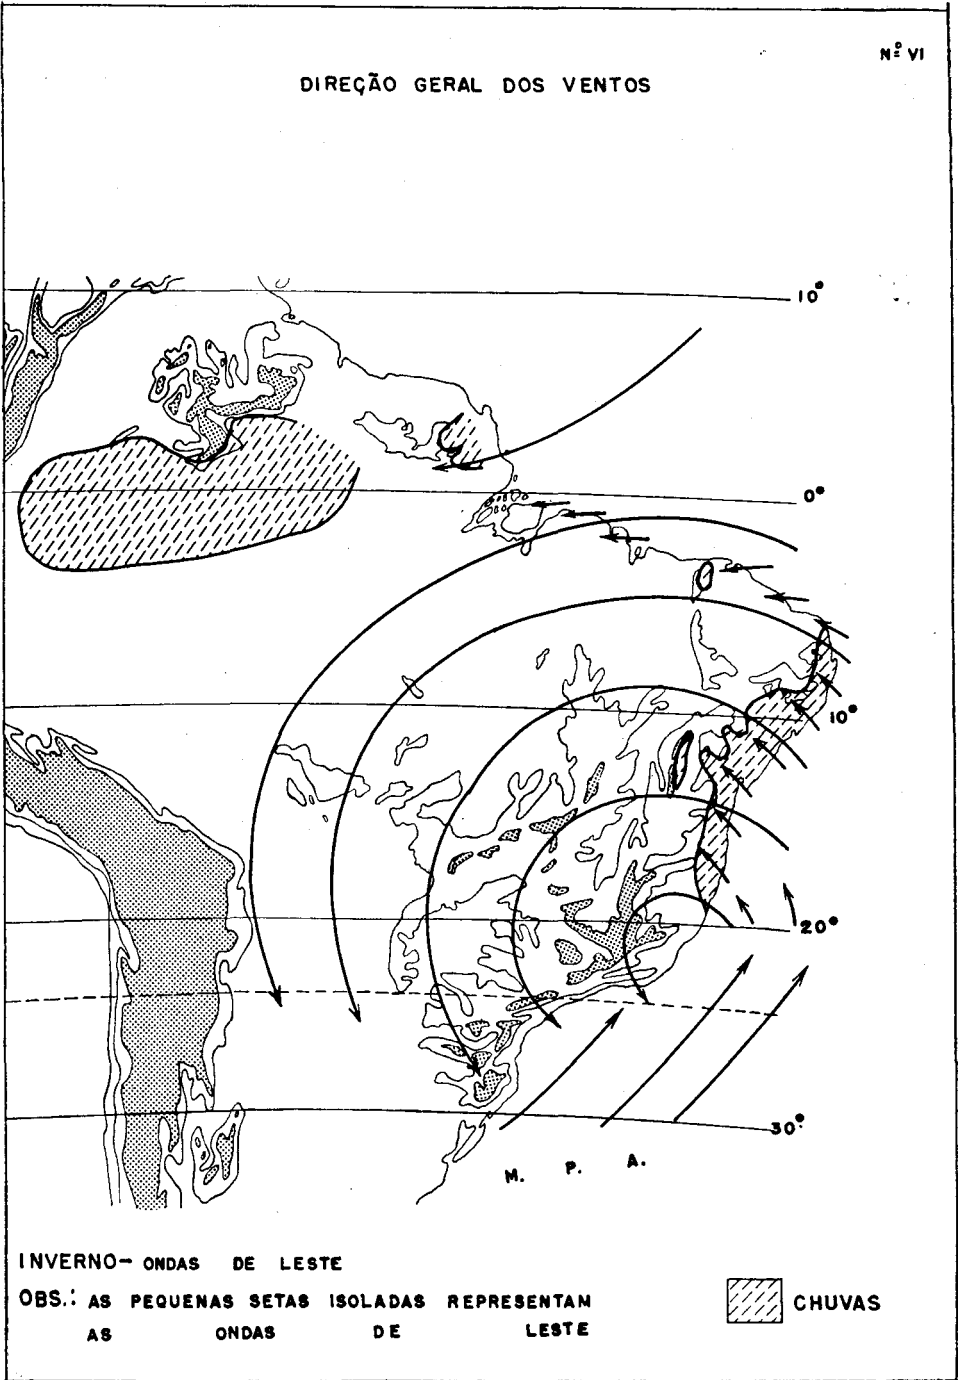 Nº VI
DIREÇÃO GERAL DOS VENTOS
10°
0°
10°
20°
30°
M. P. A.
INVERNO- ONDAS DE LESTE
OBS.: AS PEQUENAS SETAS ISOLADAS REPRESENTAM
AS ONDAS DE LESTE
CHUVAS